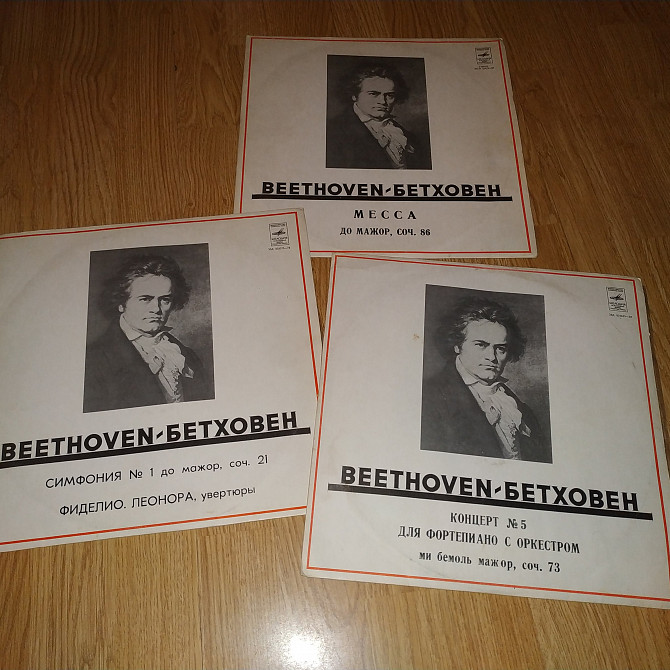 BEETHOVEN-БЕТХОВЕН
МЕССА
ДО МАЖОР, СОЧ. 86
BEETHOVEN-БЕТХОВЕН
СИМФОНИЯ № 1 до мажор, соч. 21
ФИДЕЛИО. ЛЕОНОРА, увертюры
BEETHOVEN-БЕТХОВЕН
КОНЦЕРТ № 5
ДЛЯ ФОРТЕПИАНО С ОРКЕСТРОМ
ми бемоль мажор, соч. 73